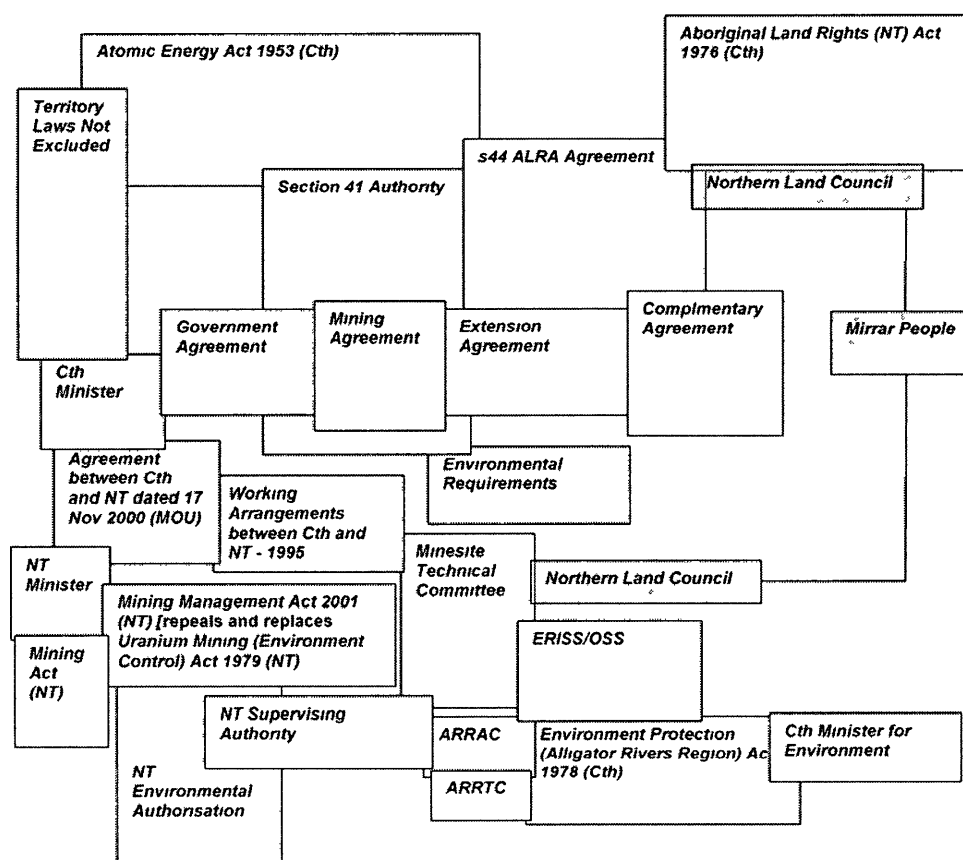 Atomic Energy Act 1953 (Cth)
Aboriginal Land Rights (NT) Act
1976 (Cth)
Territory
Laws Not
Excluded
s44 ALRA Agreement
Section 41 Authority
Northern Land Council
Government
Agreement
Mining
Agreement
Extension
Agreement
Complmentary
Agreement
Mirrar People
Cth
Minister
Agreement
between Cth
and NT dated 17
Nov 2000 (MOU)
Working
Arrangements
between Cth and
NT - 1995
Environmental
Requirements
NT
Minister
Minesite
Technical
Committee
Northern Land Council
Mining Management Act 2001
(NT) [repeals and replaces
Uranium Mining (Environment
Control) Act 1979 (NT)
Mining
Act
(NT)
ERISS/OSS
NT Supervising
Authority
ARRAC
Environment Protection
(Alligator Rivers Region) Ac
1978 (Cth)
Cth Minister for
Environment
ARRTC
NT
Environmental
Authorisation